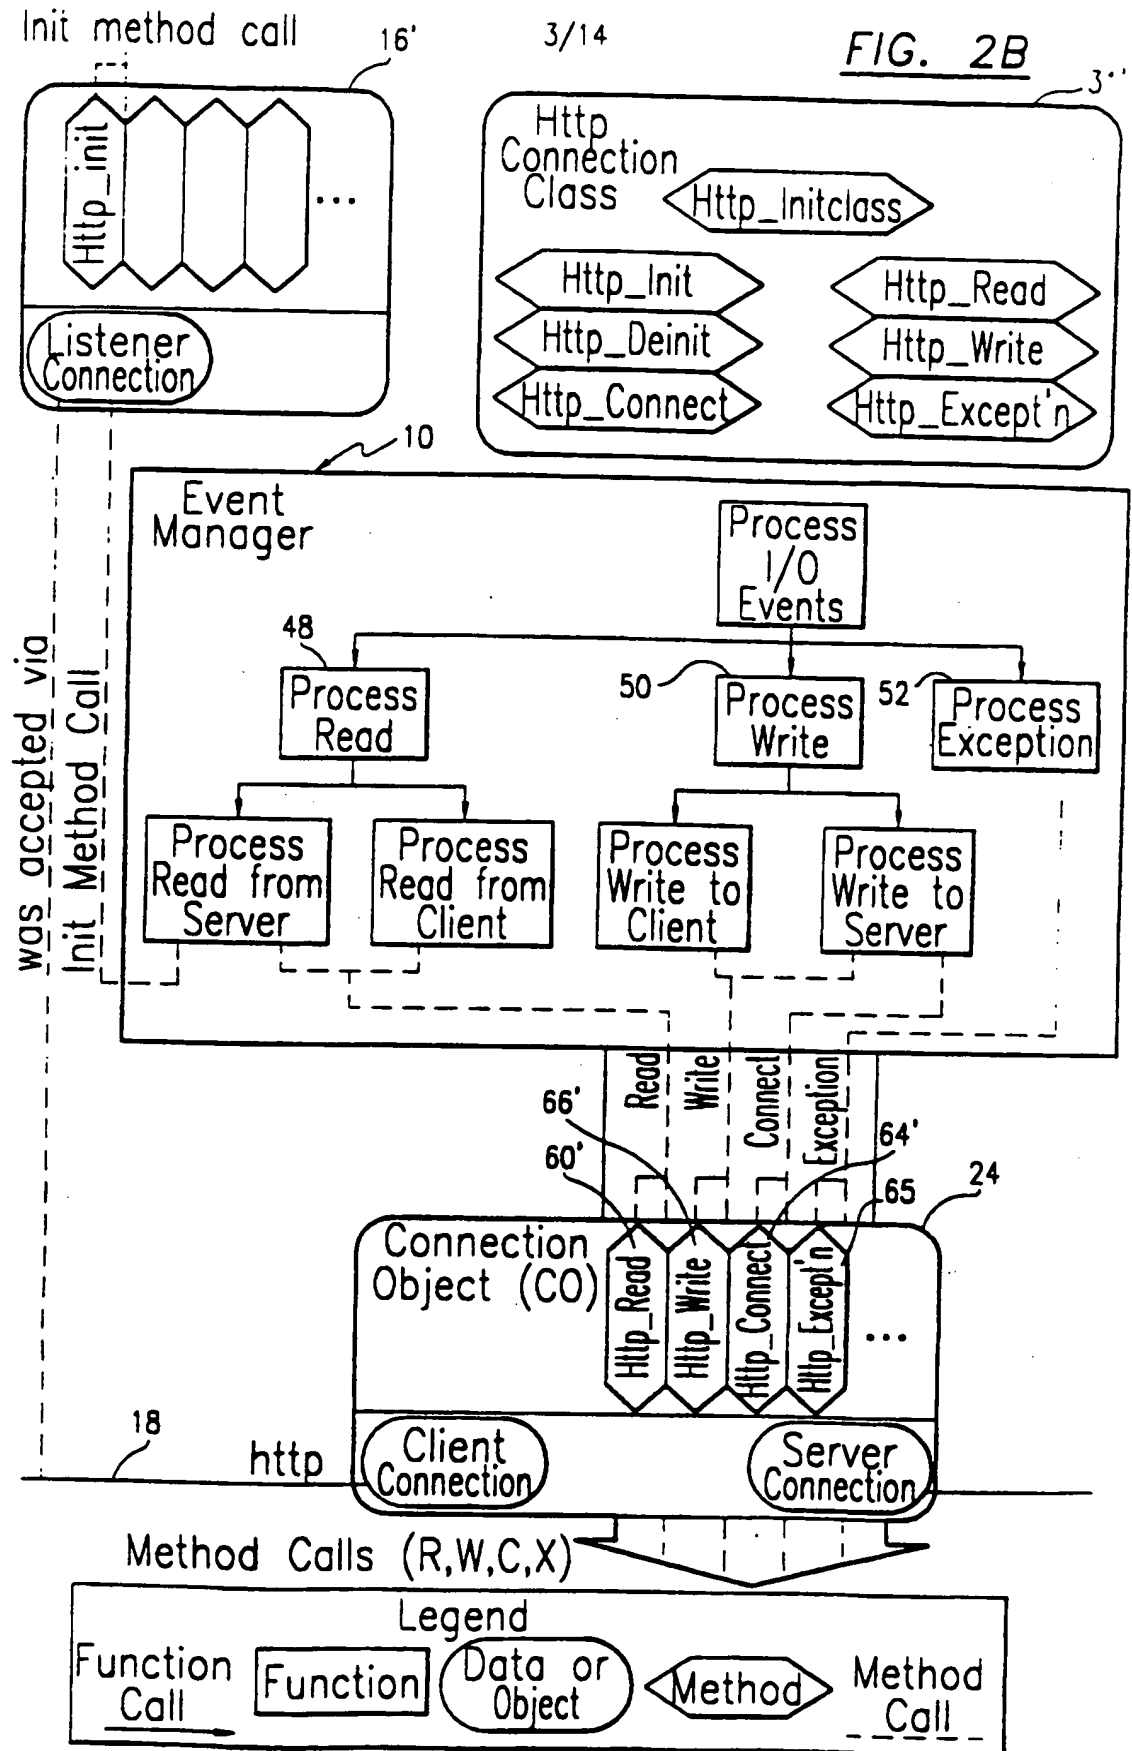 Init method call
16'
3/14
FIG. 2B
3''
Http_init
...
Listener
Connection
Http
Connection
Class
Http_Initclass
Http_Init
Http_Deinit
Http_Connect
Http_Read
Http_Write
Http_Except'n
10
Event
Manager
Process
I/O
Events
48
Process
Read
50
Process
Write
52
Process
Exception
Process
Read from
Server
Process
Read from
Client
Process
Write to
Client
Process
Write to
Server
was accepted via
Init Method Call
Read
Write
Connect
Exception
66'
60'
64'
65
24
Connection
Object (CO)
Http_Read
Http_Write
Http_Connect
Http_Except'n
...
18
http
Client
Connection
Server
Connection
Method Calls (R,W,C,X)
Legend
Function
Call
Function
Data or
Object
Method
Method
Call